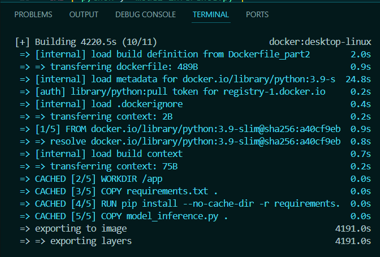 PROBLEMS OUTPUT DEBUG CONSOLE TERMINAL PORTS
[+] Building 4220.5s (10/11) docker:desktop-linux
=> [internal] load build definition from Dockerfile_part2 2.0s
=> => transferring dockerfile: 489B 0.9s
=> [internal] load metadata for docker.io/library/python:3.9-s 24.8s
=> [auth] library/python:pull token for registry-1.docker.io 0.2s
=> [internal] load .dockerignore 0.4s
=> => transferring context: 2B 0.2s
=> [1/5] FROM docker.io/library/python:3.9-slim@sha256:a40cf9eb 0.9s
=> => resolve docker.io/library/python:3.9-slim@sha256:a40cf9eb 0.8s
=> [internal] load build context 0.7s
=> => transferring context: 75B 0.2s
=> CACHED [2/5] WORKDIR /app 0.0s
=> CACHED [3/5] COPY requirements.txt . 0.0s
=> CACHED [4/5] RUN pip install --no-cache-dir -r requirements. 0.0s
=> CACHED [5/5] COPY model_inference.py . 0.0s
=> exporting to image 4191.0s
=> => exporting layers 4191.0s